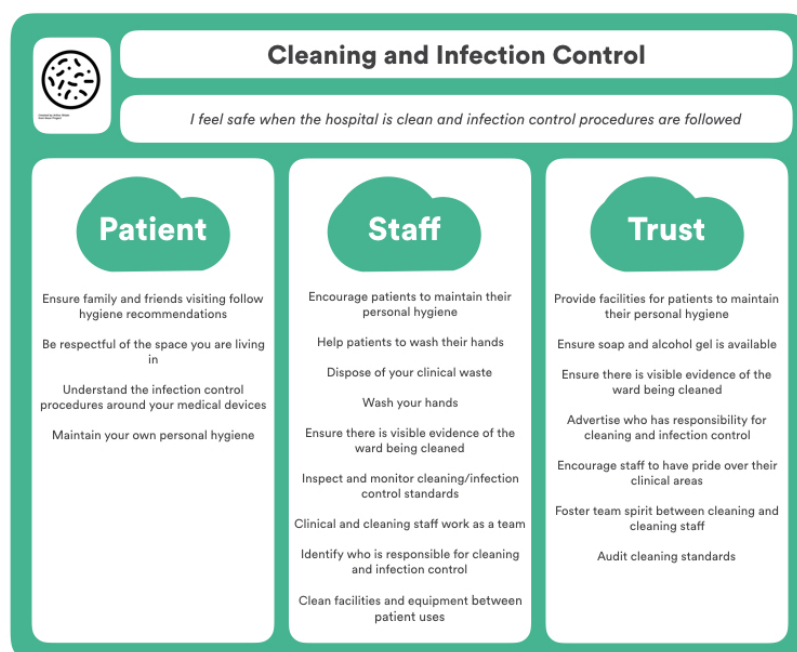 Cleaning and Infection Control
I feel safe when the hospital is clean and infection control procedures are followed
Patient
Ensure family and friends visiting follow
hygiene recommendations
Be respectful of the space you are living
in
Understand the infection control
procedures around your medical devices
Maintain your own personal hygiene
Staff
Encourage patients to maintain their
personal hygiene
Help patients to wash their hands
Dispose of your clinical waste
Wash your hands
Ensure there is visible evidence of the
ward being cleaned
Inspect and monitor cleaning/infection
control standards
Clinical and cleaning staff work as a team
Identify who is responsible for cleaning
and infection control
Clean facilities and equipment between
patient uses
Trust
Provide facilities for patients to maintain
their personal hygiene
Ensure soap and alcohol gel is available
Ensure there is visible evidence of the
ward being cleaned
Advertise who has responsibility for
cleaning and infection control
Encourage staff to have pride over their
clinical areas
Foster team spirit between cleaning and
cleaning staff
Audit cleaning standards